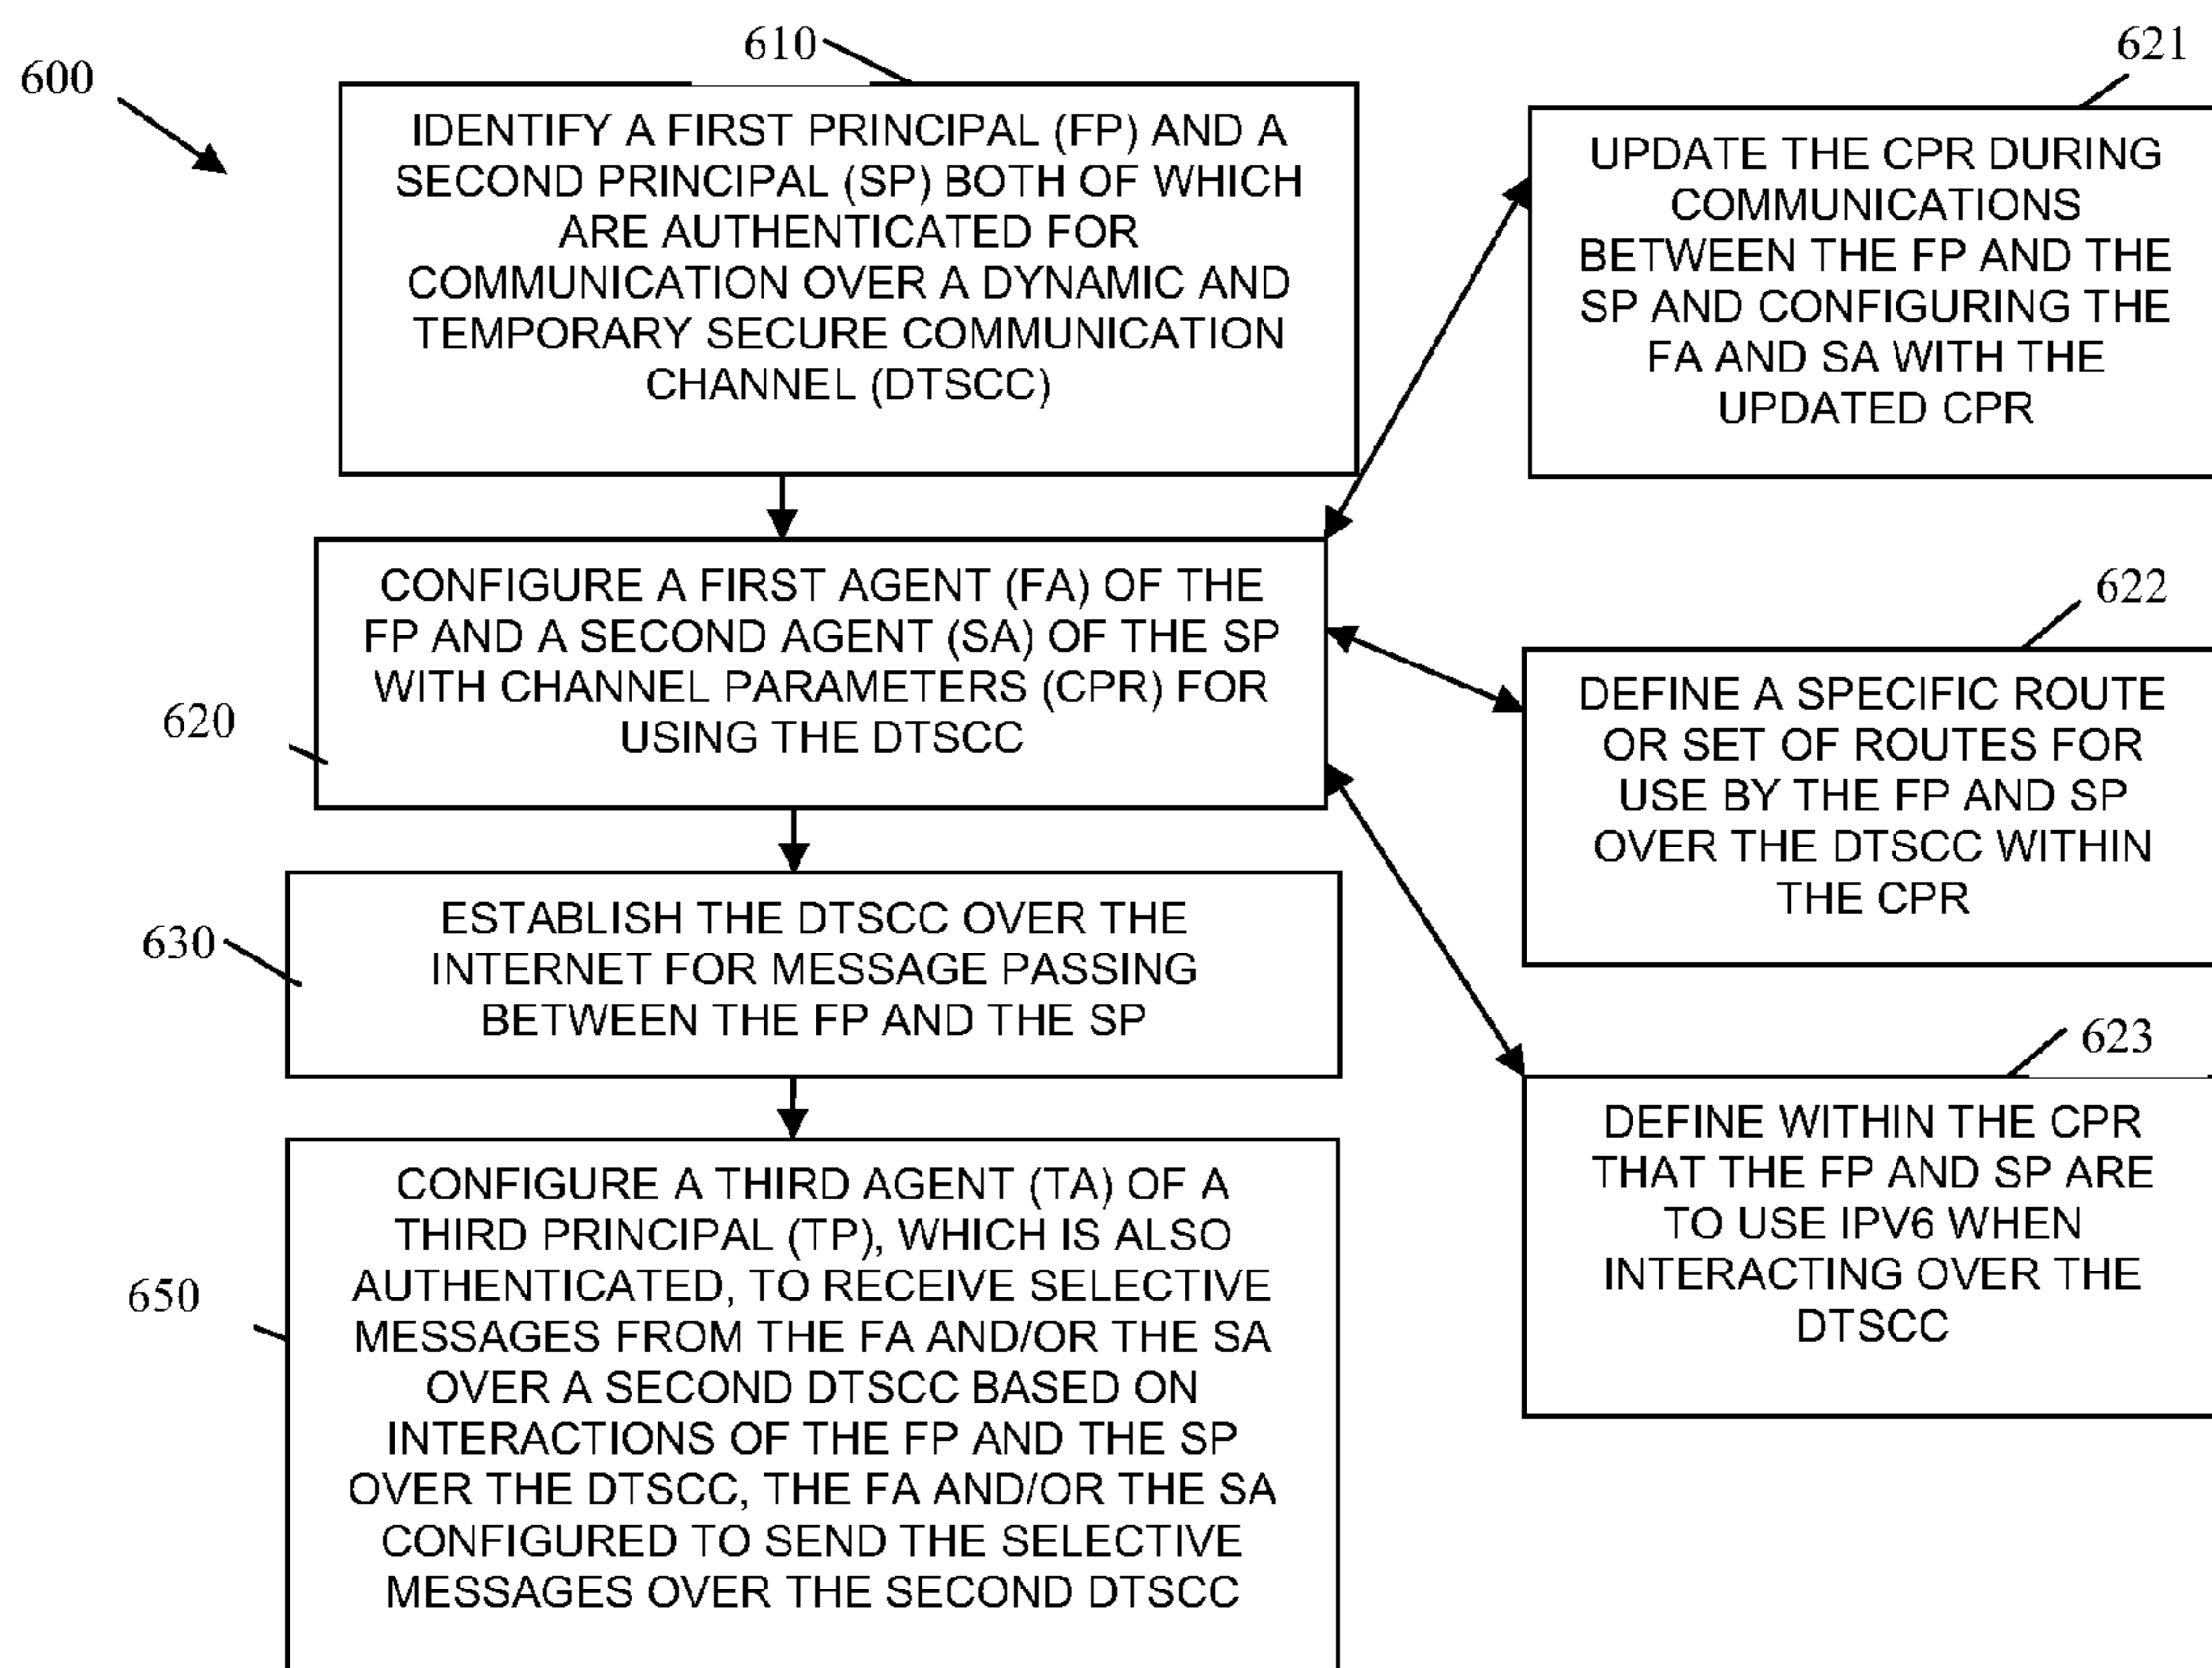 600
610
IDENTIFY A FIRST PRINCIPAL (FP) AND A
SECOND PRINCIPAL (SP) BOTH OF WHICH
ARE AUTHENTICATED FOR
COMMUNICATION OVER A DYNAMIC AND
TEMPORARY SECURE COMMUNICATION
CHANNEL (DTSCC)
621
UPDATE THE CPR DURING
COMMUNICATIONS
BETWEEN THE FP AND THE
SP AND CONFIGURING THE
FA AND SA WITH THE
UPDATED CPR
620
CONFIGURE A FIRST AGENT (FA) OF THE
FP AND A SECOND AGENT (SA) OF THE SP
WITH CHANNEL PARAMETERS (CPR) FOR
USING THE DTSCC
622
DEFINE A SPECIFIC ROUTE
OR SET OF ROUTES FOR
USE BY THE FP AND SP
OVER THE DTSCC WITHIN
THE CPR
630
ESTABLISH THE DTSCC OVER THE
INTERNET FOR MESSAGE PASSING
BETWEEN THE FP AND THE SP
623
DEFINE WITHIN THE CPR
THAT THE FP AND SP ARE
TO USE IPV6 WHEN
INTERACTING OVER THE
DTSCC
650
CONFIGURE A THIRD AGENT (TA) OF A
THIRD PRINCIPAL (TP), WHICH IS ALSO
AUTHENTICATED, TO RECEIVE SELECTIVE
MESSAGES FROM THE FA AND/OR THE SA
OVER A SECOND DTSCC BASED ON
INTERACTIONS OF THE FP AND THE SP
OVER THE DTSCC, THE FA AND/OR THE SA
CONFIGURED TO SEND THE SELECTIVE
MESSAGES OVER THE SECOND DTSCC